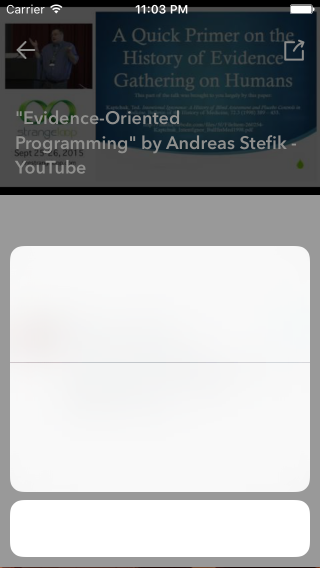 Carrier 11:03 PM
A Quick Primer on the
History of Evidence
Gathering on Humans
"Evidence-Oriented
Programming" by Andreas Stefik -
YouTube
strangeloop
Sept 25-26, 2015